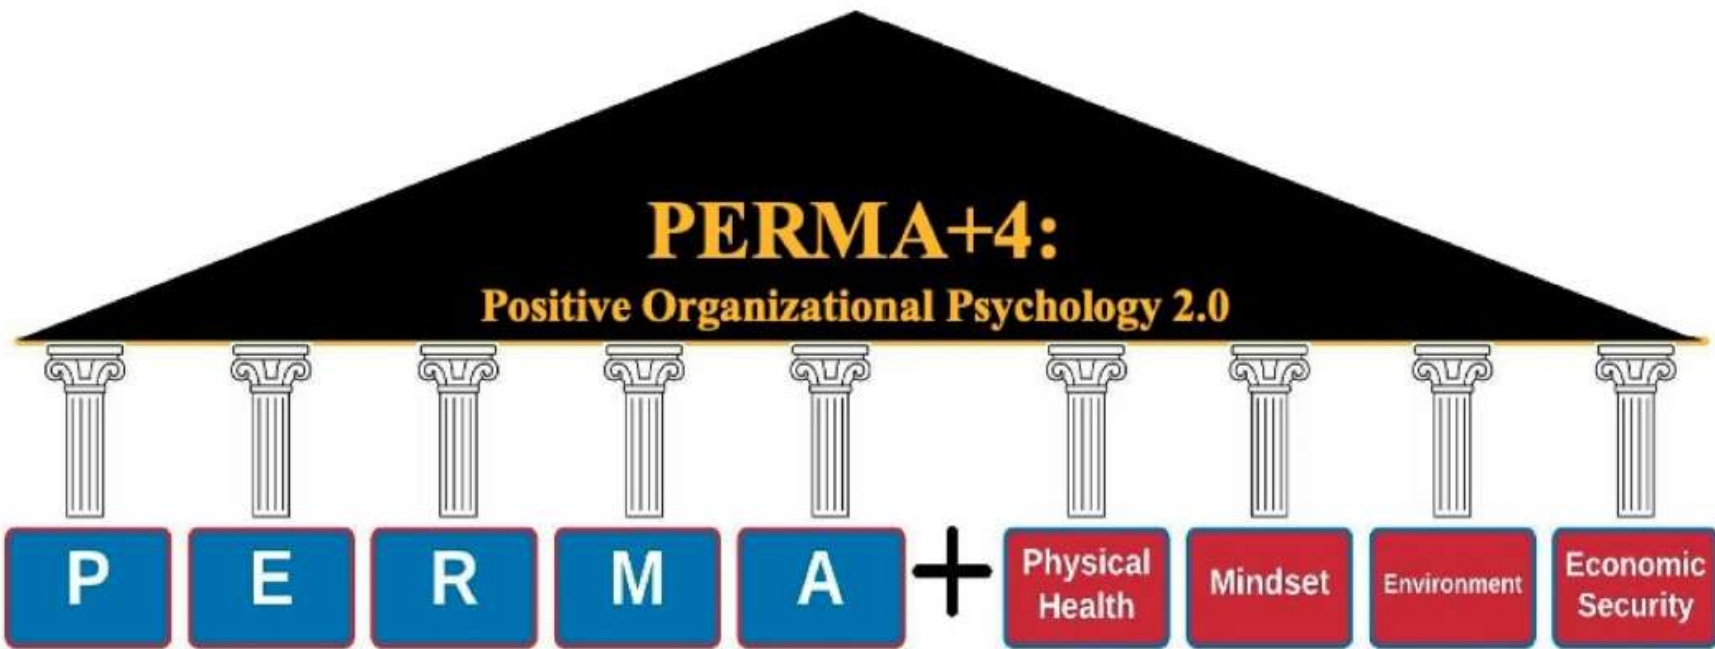 PERMA+4:
Positive Organizational Psychology 2.0
P E R M A + Physical Health Mindset Environment Economic Security